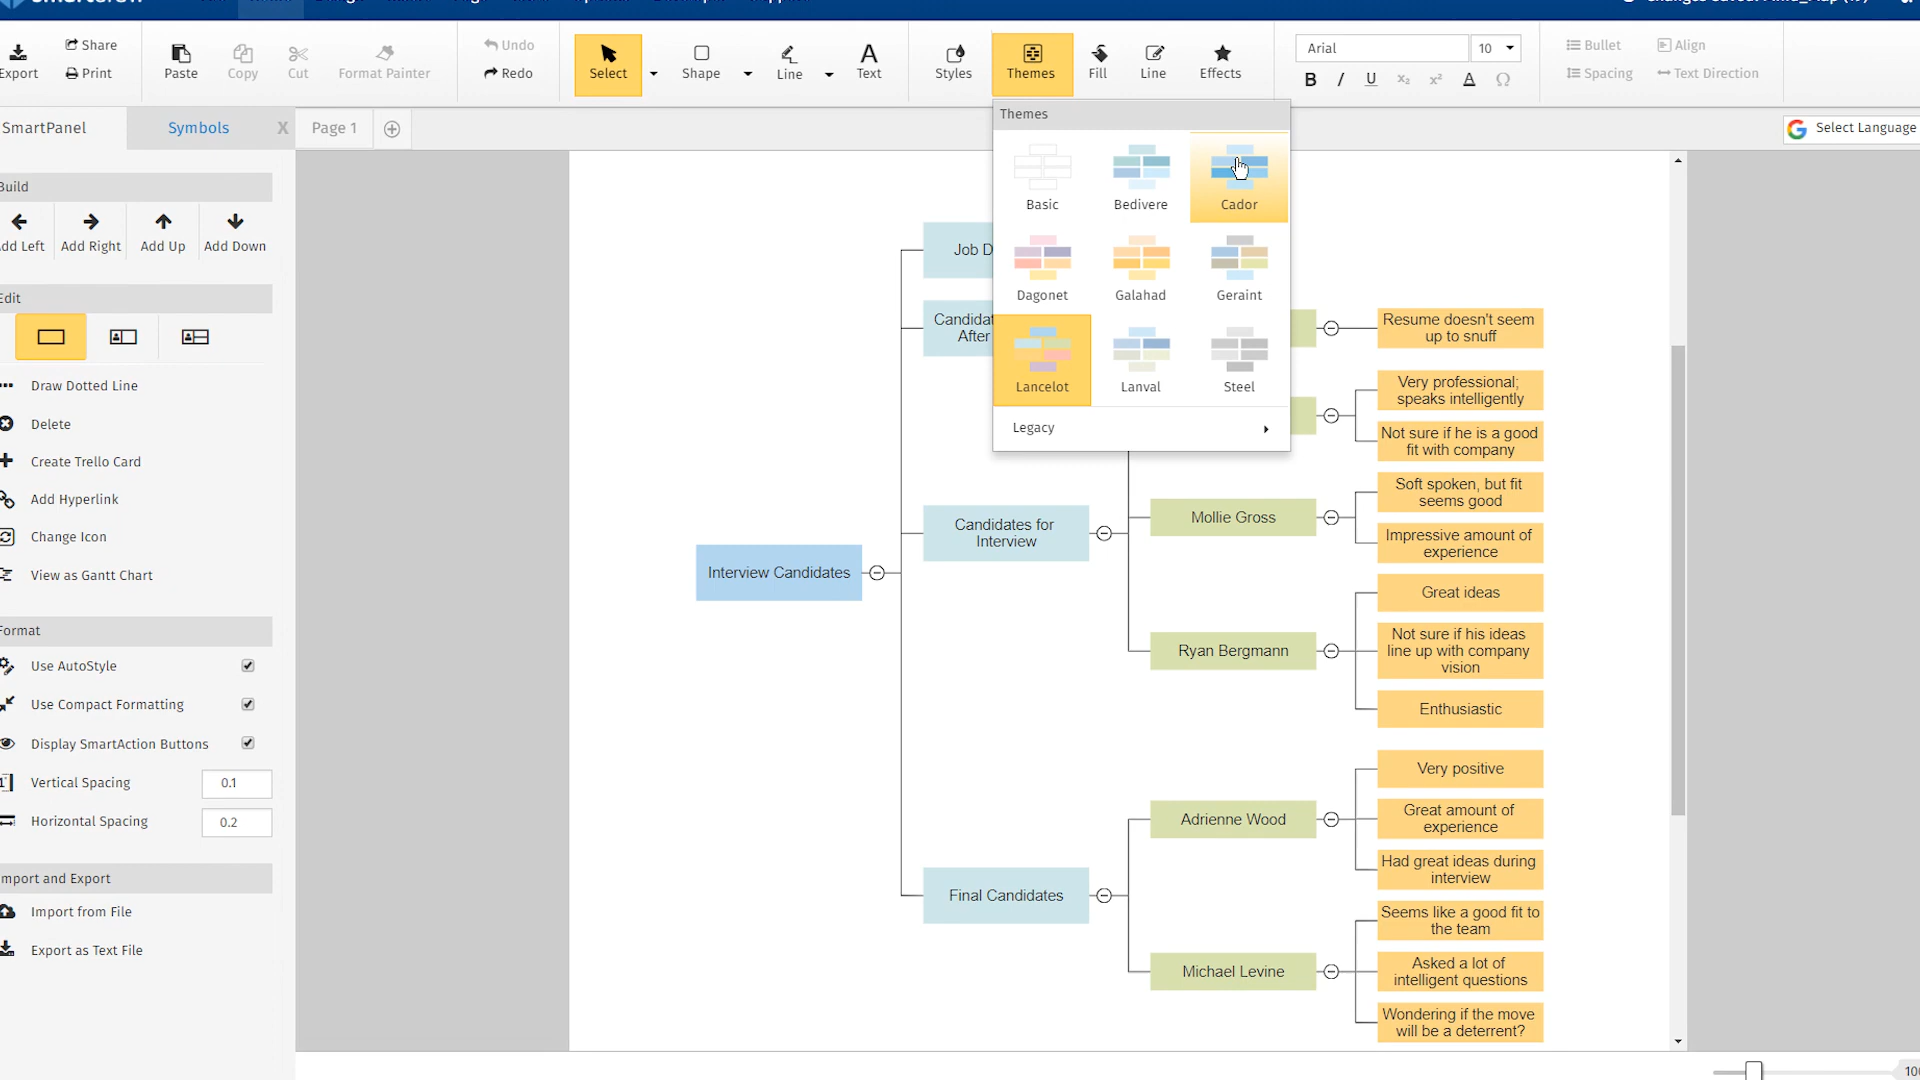 Share
Export
Print
Paste
Copy
Cut
Format Painter
Undo
Redo
Select
Shape
Line
Text
Styles
Themes
Fill
Line
Effects
Arial
10
B
I
U
Bullet
Align
Spacing
Text Direction
SmartPanel
Symbols
X
Page 1
Select Language
Themes
Basic
Bedivere
Cador
Dagonet
Galahad
Geraint
Lancelot
Lanval
Steel
Legacy
Build
Add Left
Add Right
Add Up
Add Down
Edit
Draw Dotted Line
Delete
Create Trello Card
Add Hyperlink
Change Icon
View as Gantt Chart
Format
Use AutoStyle
Use Compact Formatting
Display SmartAction Buttons
Vertical Spacing
0.1
Horizontal Spacing
0.2
Import and Export
Import from File
Export as Text File
Interview Candidates
Job D
Candidat
After
Candidates for
Interview
Final Candidates
Mollie Gross
Ryan Bergmann
Adrienne Wood
Michael Levine
Resume doesn't seem
up to snuff
Very professional;
speaks intelligently
Not sure if he is a good
fit with company
Soft spoken, but fit
seems good
Impressive amount of
experience
Great ideas
Not sure if his ideas
line up with company
vision
Enthusiastic
Very positive
Great amount of
experience
Had great ideas during
interview
Seems like a good fit to
the team
Asked a lot of
intelligent questions
Wondering if the move
will be a deterrent?
100